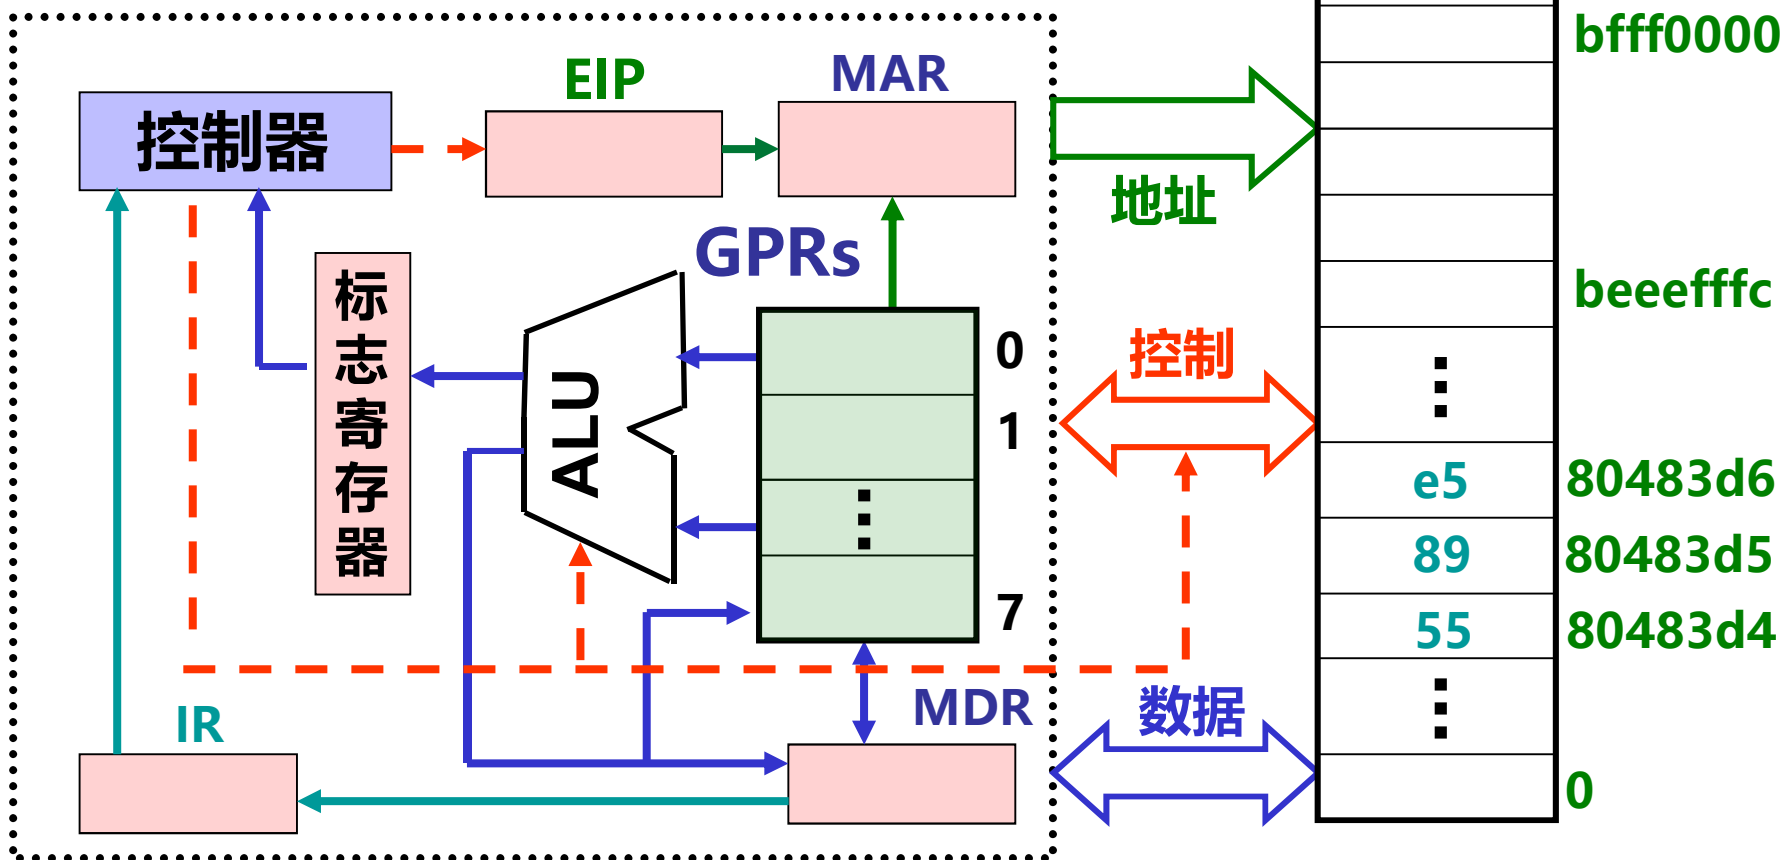 bfff0000
EIP
MAR
控制器
地址
GPRs
标志寄存器
beeefffc
控制
0
ALU
1
⋮
e5
80483d6
⋮
89
80483d5
7
55
80483d4
MDR
数据
⋮
IR
0